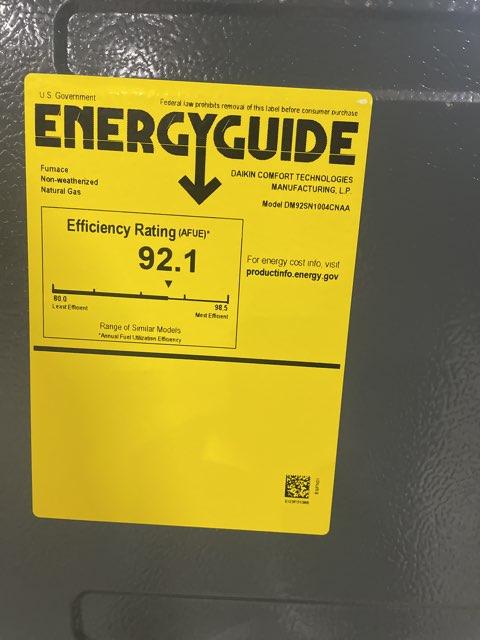 U.S. Government
Federal law prohibits removal of this label before consumer purchase
ENERGYGUIDE
Furnace
Non-weatherized
Natural Gas
DAIKIN COMFORT TECHNOLOGIES
MANUFACTURING, L.P.
Model DM92SN1004CNAA
Efficiency Rating (AFUE)*
92.1
80.0
98.5
Least Efficient
Most Efficient
Range of Similar Models
*Annual Fuel Utilization Efficiency
For energy cost info, visit
productinfo.energy.gov